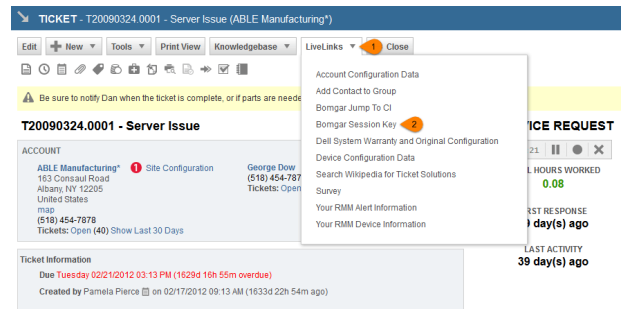 TICKET - T20090324.0001 - Server Issue (ABLE Manufacturing*)
Edit New Tools Print View Knowledgebase LiveLinks 1 Close
Be sure to notify Dan when the ticket is complete, or if parts are neede
Account Configuration Data
Add Contact to Group
Bomgar Jump To CI
Bomgar Session Key 2
Dell System Warranty and Original Configuration
Device Configuration Data
Search Wikipedia for Ticket Solutions
Survey
Your RMM Alert Information
Your RMM Device Information
T20090324.0001 - Server Issue
ICE REQUEST
21
ACCOUNT
ABLE Manufacturing* 1 Site Configuration
163 Consaul Road
Albany, NY 12205
United States
map
(518) 454-7878
Tickets: Open (40) Show Last 30 Days
George Dow
(518) 454-787
Tickets: Open
L HOURS WORKED
0.08
RST RESPONSE
day(s) ago
LAST ACTIVITY
39 day(s) ago
Ticket Information
Due Tuesday 02/21/2012 03:13 PM (1629d 16h 55m overdue)
Created by Pamela Pierce on 02/17/2012 09:13 AM (1633d 22h 54m ago)